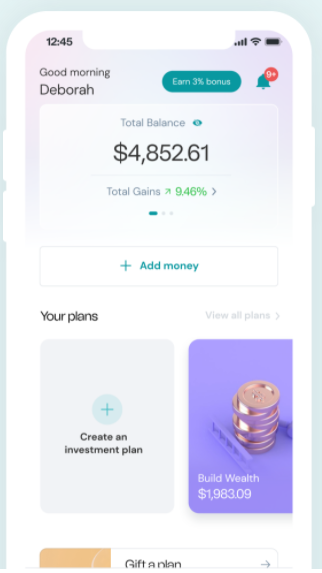 12:45
Good morning
Deborah
Earn 3% bonus
9+
Total Balance
$4,852.61
Total Gains 9.46%
Add money
Your plans
View all plans
Create an
investment plan
Build Wealth
$1,983.09
Gift a plan